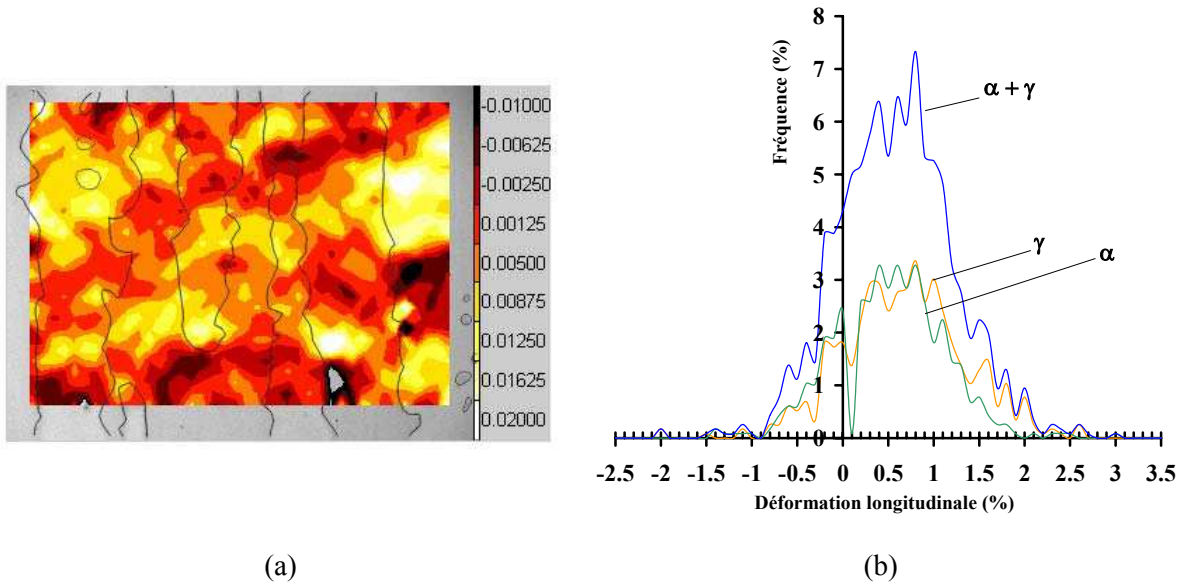 -0.01000
-0.00625
-0.00250
0.00125
0.00500
0.00875
0.01250
0.01625
0.02000
(a)
Fréquence (%)
8
7
6
5
4
3
2
1
0
α + γ
γ
α
-2.5 -2 -1.5 -1 -0.5 0 0.5 1 1.5 2 2.5 3 3.5
Déformation longitudinale (%)
(b)